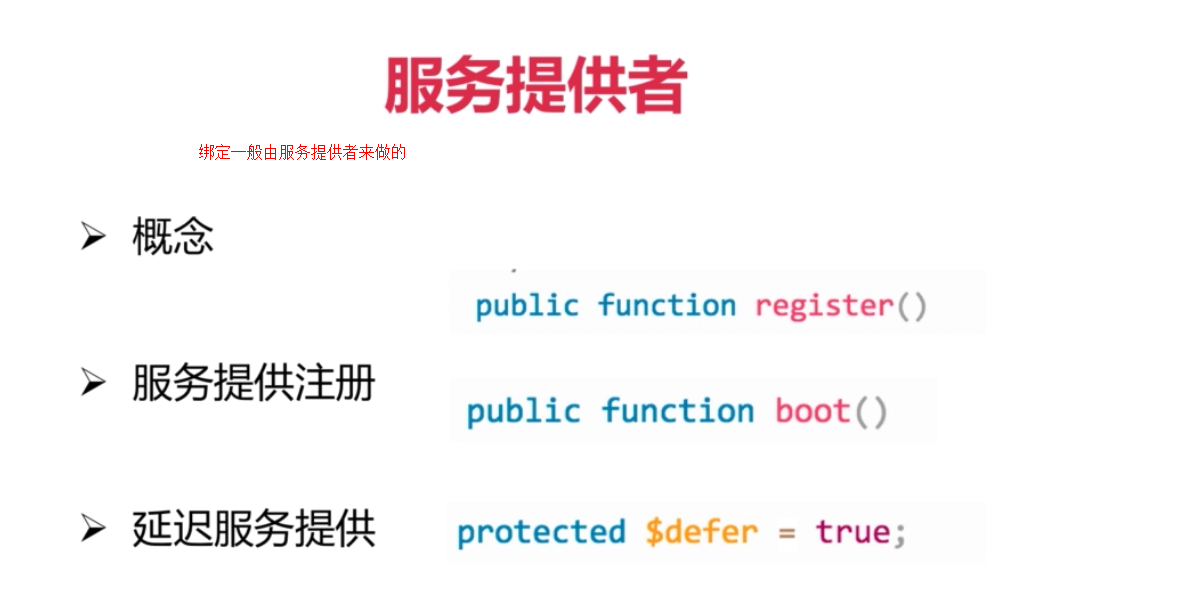 服务提供者
绑定一般由服务提供者来做的
概念
public function register()
服务提供注册
public function boot()
延迟服务提供
protected $defer = true;